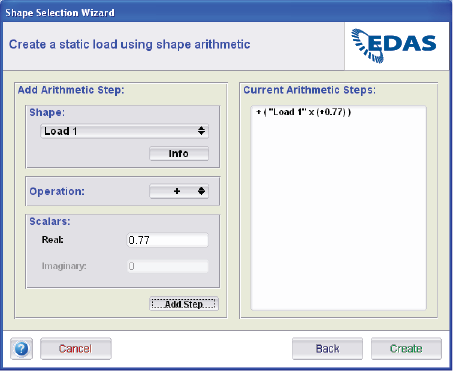 Shape Selection Wizard
Create a static load using shape arithmetic
EDAS
Add Arithmetic Step:
Shape:
Load 1
Info
Operation:
+
Scalars:
Real:
0.77
Imaginary:
0
Add Step
Current Arithmetic Steps:
+ ( "Load 1" x (+0.77) )
?
Cancel
Back
Create